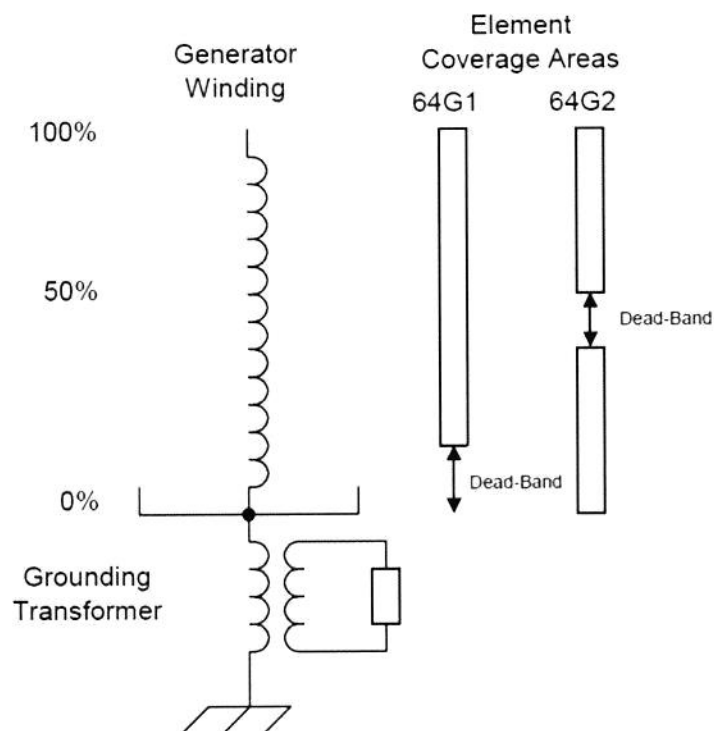 Element
Coverage Areas
Generator
Winding
64G1
64G2
100%
50%
Dead-Band
Dead-Band
0%
Grounding
Transformer